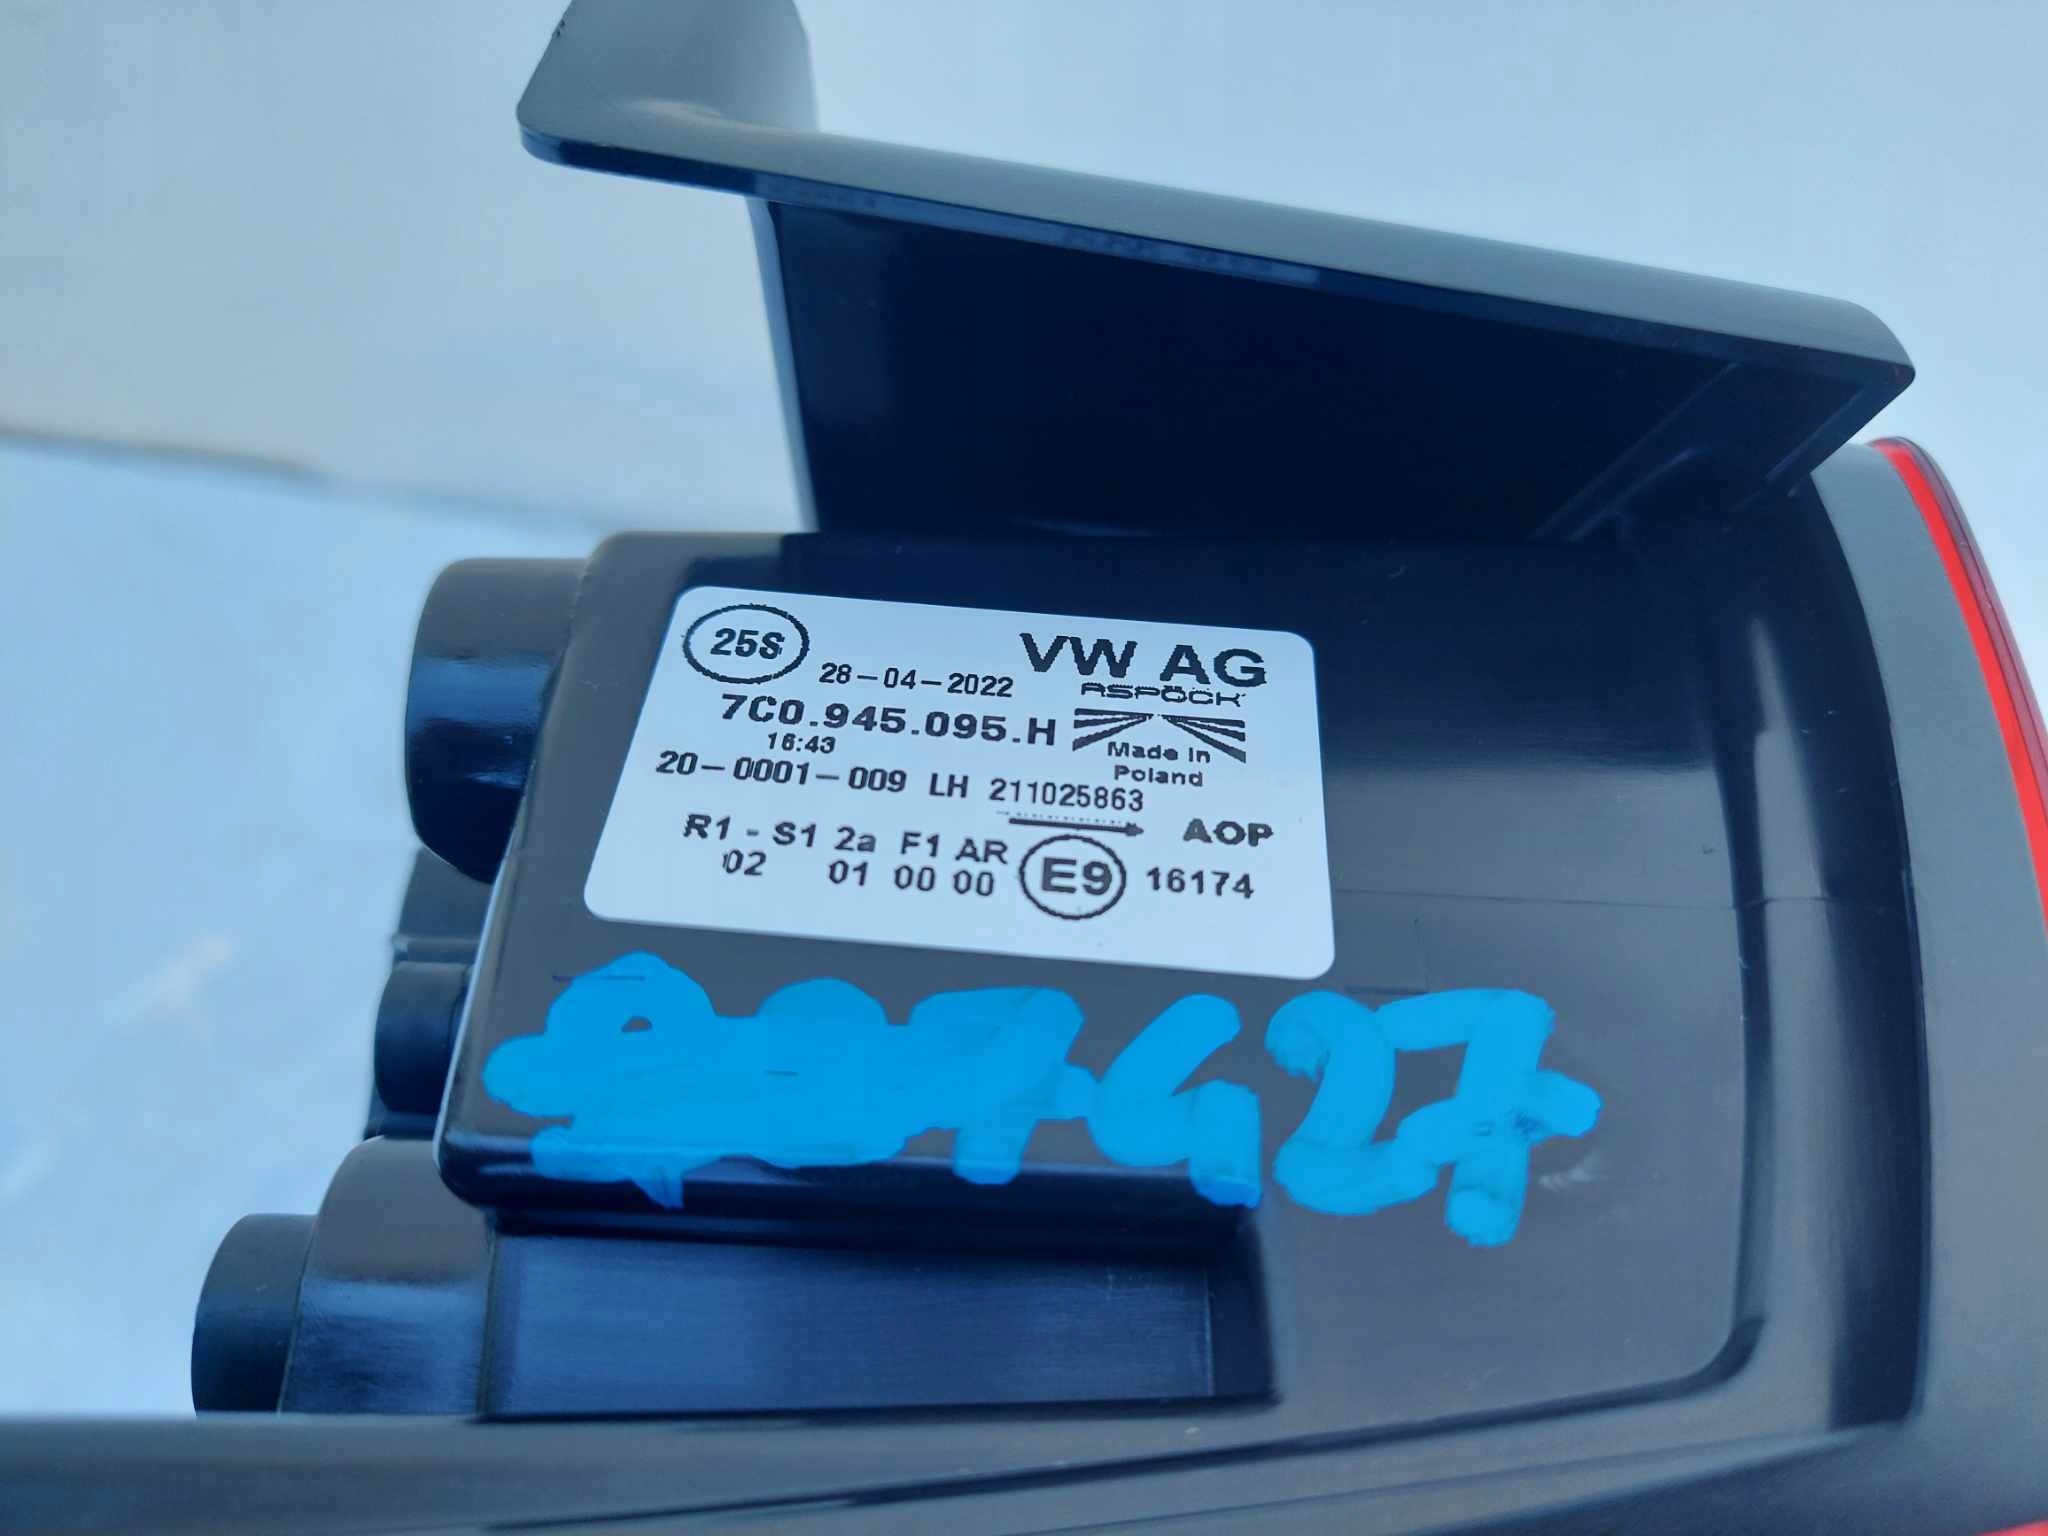 25S
28-04-2022
VW AG
ASPÖCK
7C0.945.095.H
16:43
Made in
Poland
20-0001-009 LH 211025863
R1 - S1 2a F1 AR
AOP
02 01 00 00
E9
16174
427